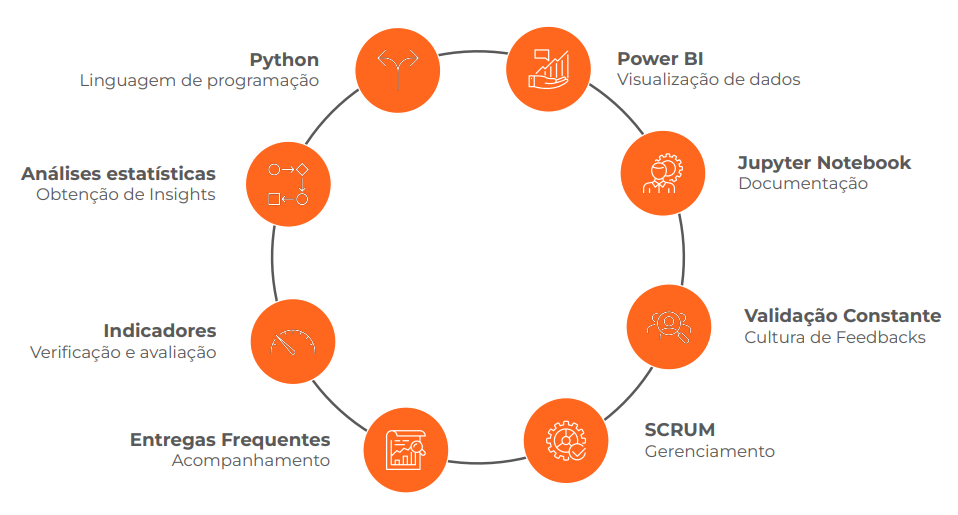 Python
Linguagem de programação
Power BI
Visualização de dados
Análises estatísticas
Obtenção de Insights
Jupyter Notebook
Documentação
Indicadores
Verificação e avaliação
Validação Constante
Cultura de Feedbacks
Entregas Frequentes
Acompanhamento
SCRUM
Gerenciamento